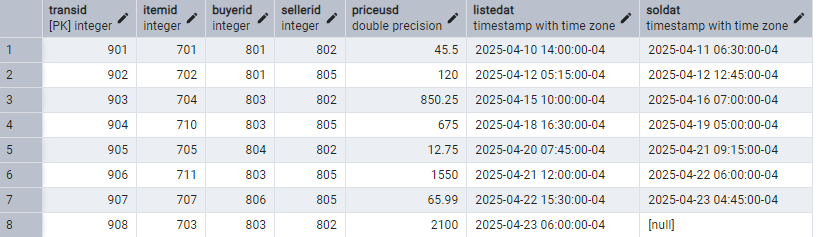 transid itemid buyerid sellerid priceusd listedat soldat
[PK] integer integer integer integer double precision timestamp with time zone timestamp with time zone
1 901 701 801 802 45.5 2025-04-10 14:00:00-04 2025-04-11 06:30:00-04
2 902 702 801 805 120 2025-04-12 05:15:00-04 2025-04-12 12:45:00-04
3 903 704 803 802 850.25 2025-04-15 10:00:00-04 2025-04-16 07:00:00-04
4 904 710 803 805 675 2025-04-18 16:30:00-04 2025-04-19 05:00:00-04
5 905 705 804 802 12.75 2025-04-20 07:45:00-04 2025-04-21 09:15:00-04
6 906 711 803 805 1550 2025-04-21 12:00:00-04 2025-04-22 06:00:00-04
7 907 707 806 805 65.99 2025-04-22 15:30:00-04 2025-04-23 04:45:00-04
8 908 703 803 802 2100 2025-04-23 06:00:00-04 [null]